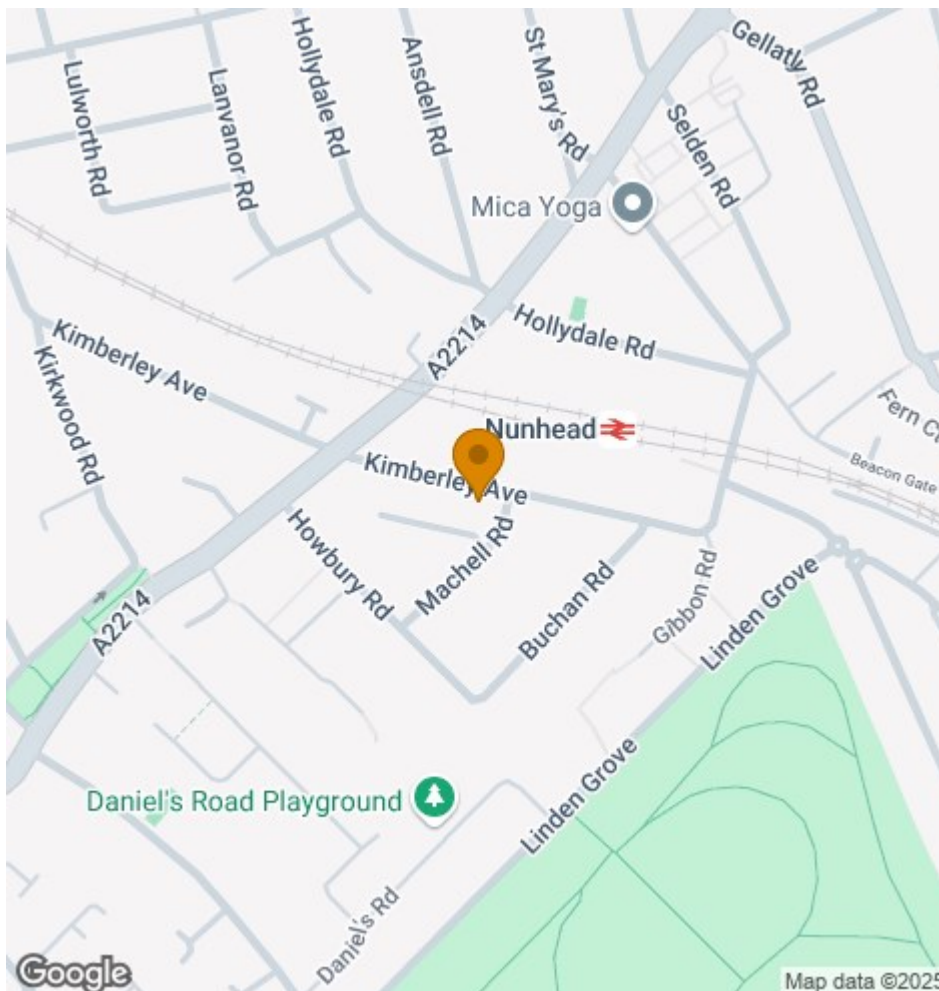 Gellatly Rd
St Mary's Rd
Ansdell Rd
Hollydale Rd
Lanvanor Rd
Lulworth Rd
Selden Rd
Mica Yoga
Hollydale Rd
A2214
Kimberley Ave
Kirkwood Rd
Nunhead
Fern
Beacon Gate
Kimberley Ave
Machell Rd
Howbury Rd
Buchan Rd
Gibbon Rd
Linden Grove
A2214
Linden Grove
Daniel's Road Playground
Daniel's Rd
Google
Map data ©2025